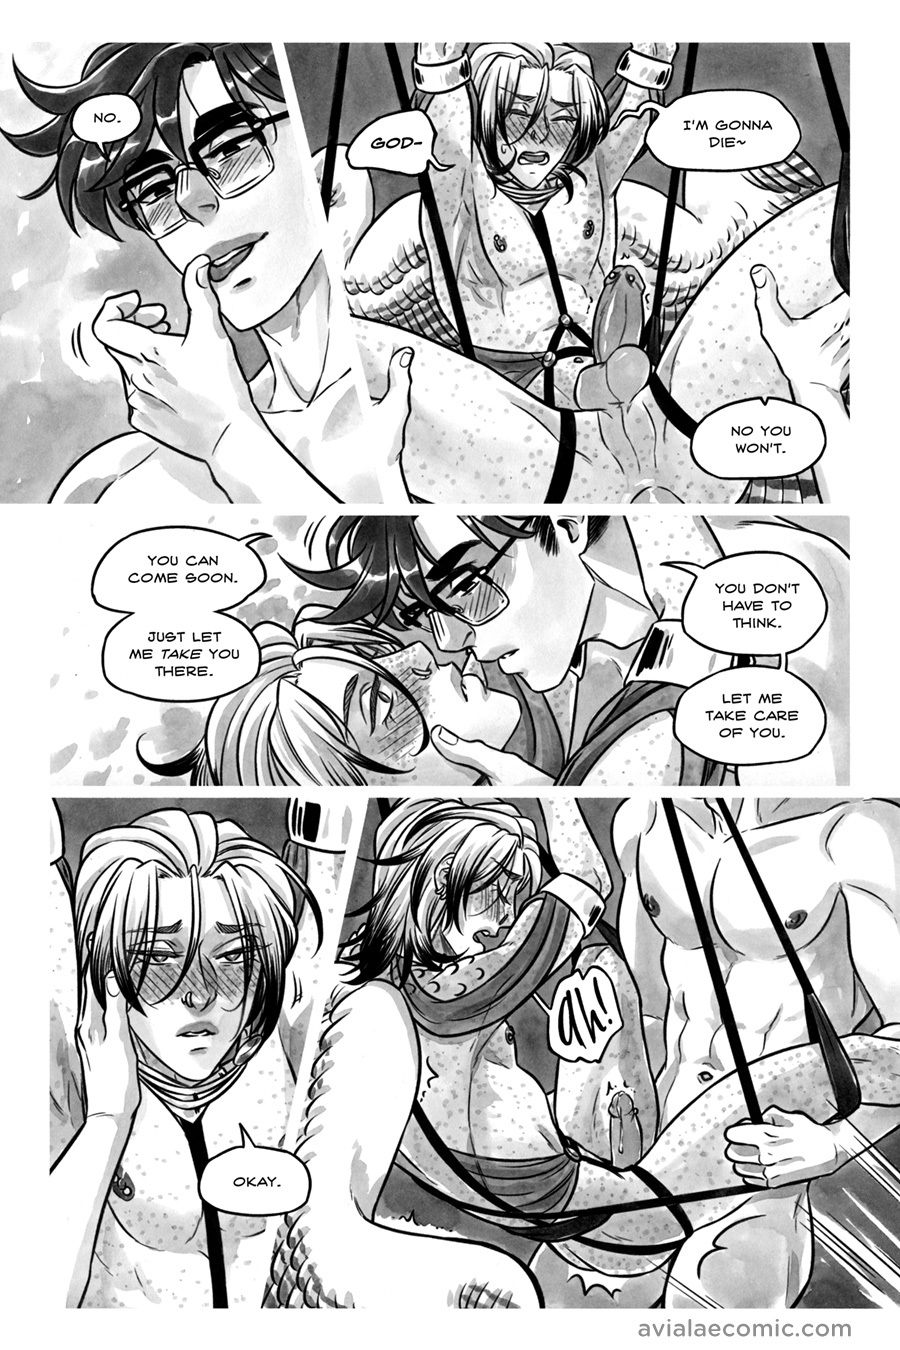 NO.
GOD-
I'M GONNA
DIE~
NO YOU
WON'T.
YOU CAN
COME SOON.
JUST LET
ME TAKE YOU
THERE.
YOU DON'T
HAVE TO
THINK.
LET ME
TAKE CARE
OF YOU.
OKAY.
Ah!
avialaecomic.com